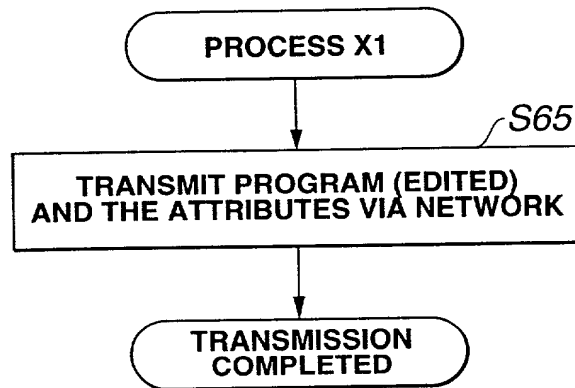 PROCESS X1
S65
TRANSMIT PROGRAM (EDITED)
AND THE ATTRIBUTES VIA NETWORK
TRANSMISSION
COMPLETED